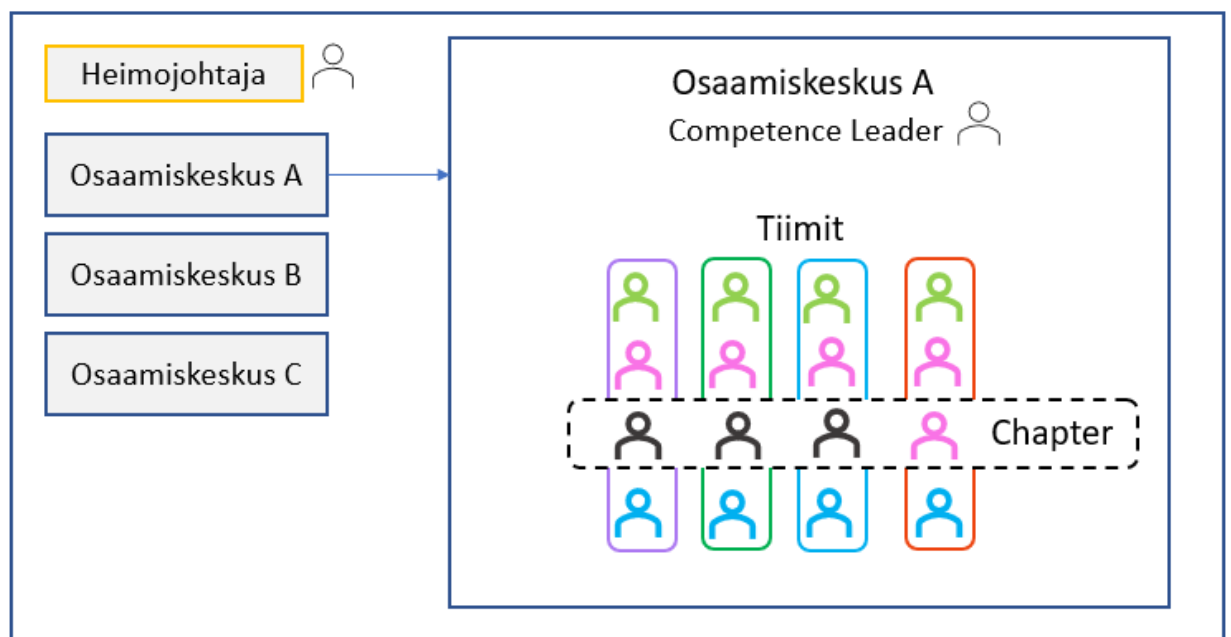 Heimojohtaja
Osaamiskeskus A
Osaamiskeskus B
Osaamiskeskus C
Osaamiskeskus A
Competence Leader
Tiimit
Chapter